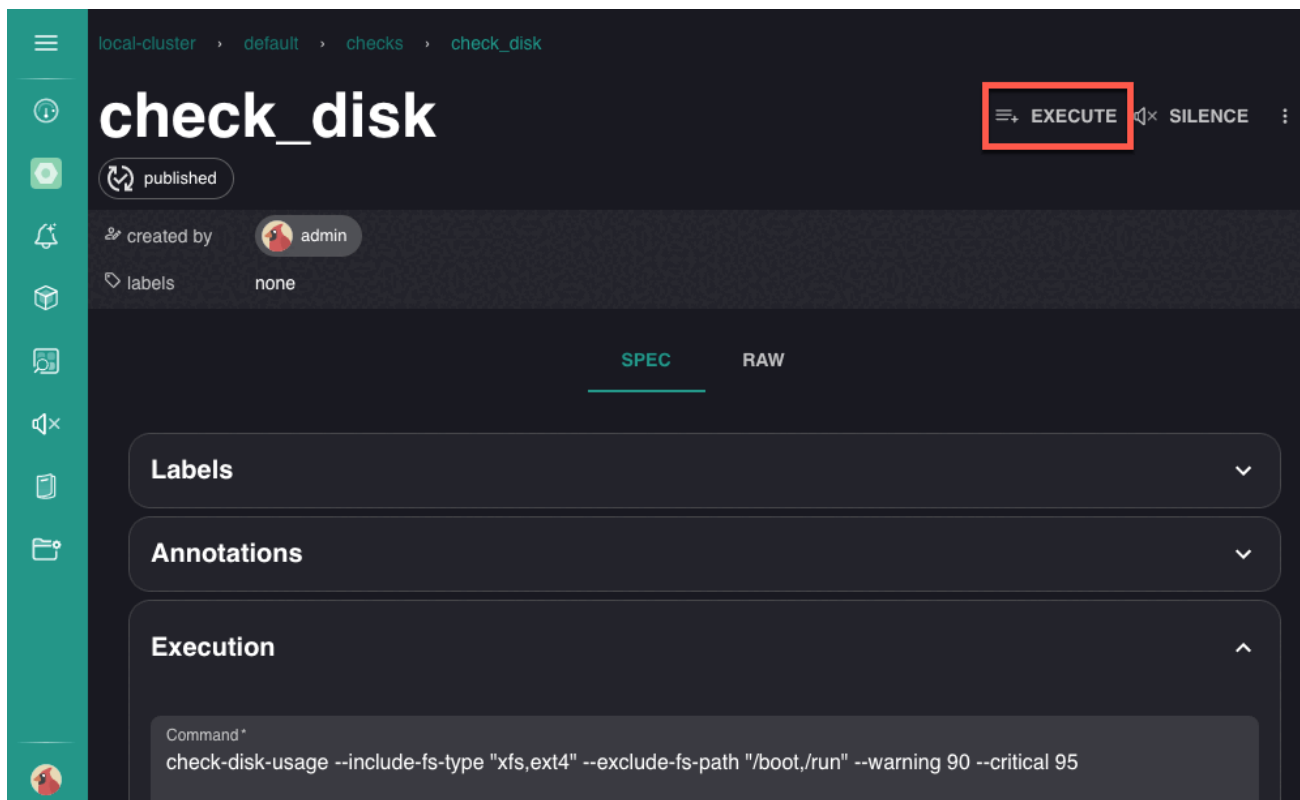 local-cluster › default › checks › check_disk
check_disk
EXECUTE SILENCE
published
created by admin
labels none
SPEC RAW
Labels
Annotations
Execution
Command*
check-disk-usage --include-fs-type "xfs,ext4" --exclude-fs-path "/boot,/run" --warning 90 --critical 95